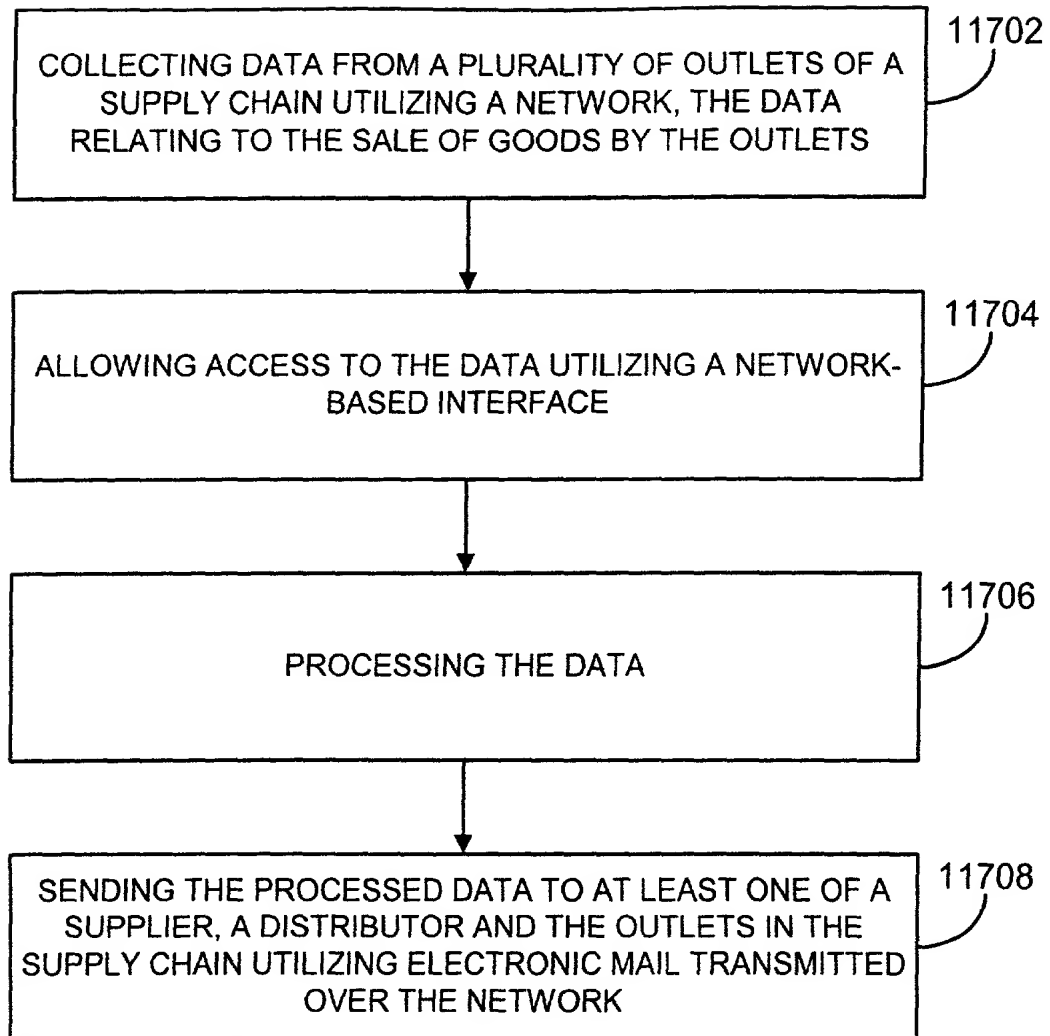 11702
COLLECTING DATA FROM A PLURALITY OF OUTLETS OF A
SUPPLY CHAIN UTILIZING A NETWORK, THE DATA
RELATING TO THE SALE OF GOODS BY THE OUTLETS
11704
ALLOWING ACCESS TO THE DATA UTILIZING A NETWORK-
BASED INTERFACE
11706
PROCESSING THE DATA
11708
SENDING THE PROCESSED DATA TO AT LEAST ONE OF A
SUPPLIER, A DISTRIBUTOR AND THE OUTLETS IN THE
SUPPLY CHAIN UTILIZING ELECTRONIC MAIL TRANSMITTED
OVER THE NETWORK